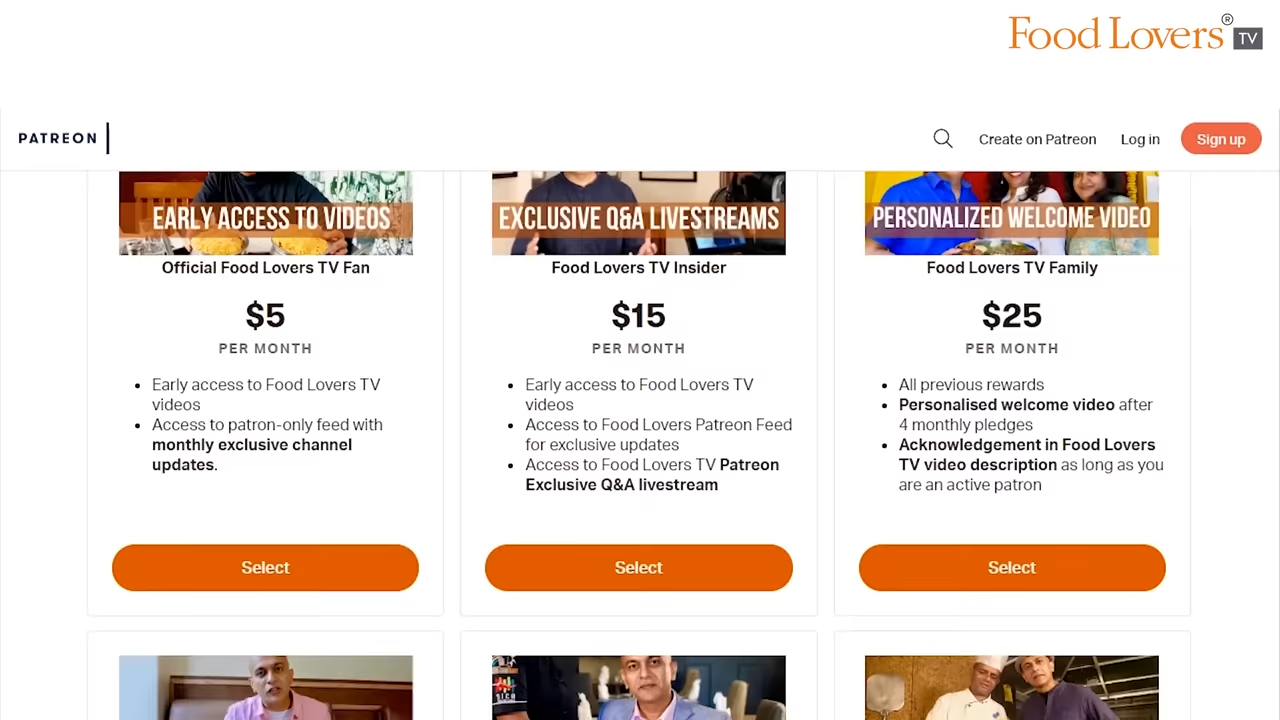 Food Lovers® TV
PATREON
Create on Patreon
Log in
Sign up
EARLY ACCESS TO VIDEOS
Official Food Lovers TV Fan
$5
PER MONTH
Early access to Food Lovers TV
videos
Access to patron-only feed with
monthly exclusive channel
updates.
Select
EXCLUSIVE Q&A LIVESTREAMS
Food Lovers TV Insider
$15
PER MONTH
Early access to Food Lovers TV
videos
Access to Food Lovers Patreon Feed
for exclusive updates
Access to Food Lovers TV Patreon
Exclusive Q&A livestream
Select
PERSONALIZED WELCOME VIDEO
Food Lovers TV Family
$25
PER MONTH
All previous rewards
Personalised welcome video after
4 monthly pledges
Acknowledgement in Food Lovers
TV video description as long as you
are an active patron
Select